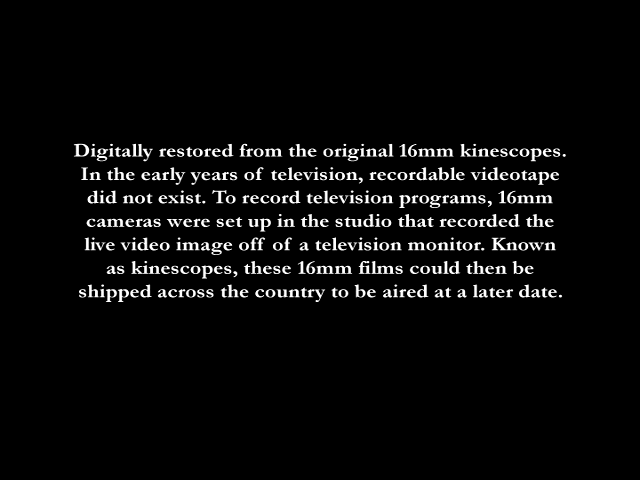 Digitally restored from the original 16mm kinescopes.
In the early years of television, recordable videotape
did not exist. To record television programs, 16mm
cameras were set up in the studio that recorded the
live video image off of a television monitor. Known
as kinescopes, these 16mm films could then be
shipped across the country to be aired at a later date.